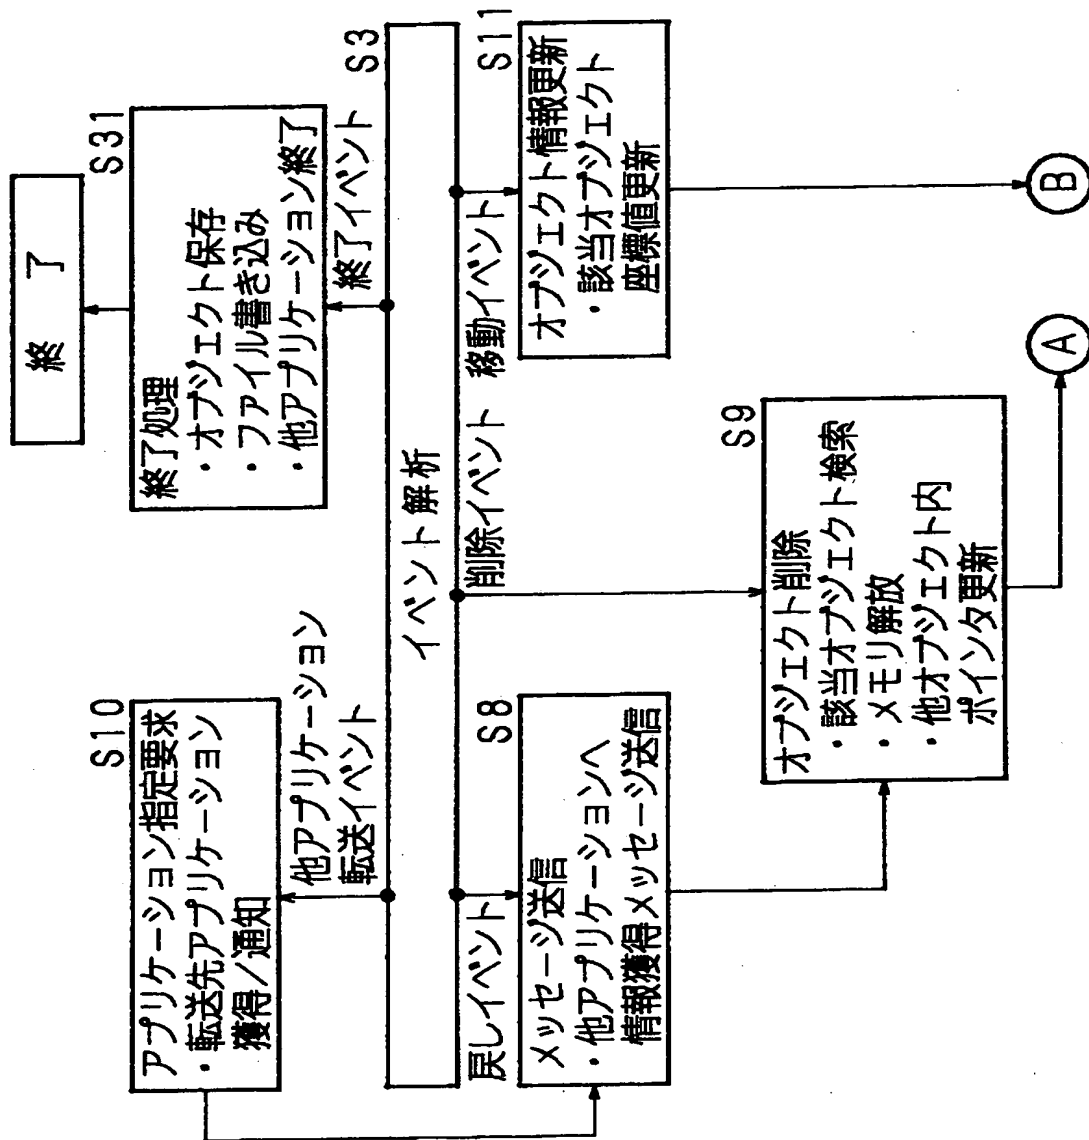 終了
S31
終了処理
・オブジェクト保存
・ファイル書き込み
・他アプリケーション終了
終了イベント
S3
イベント解析
S10
アプリケーション指定要求
・転送先アプリケーション
獲得/通知
他アプリケーション
転送イベント
戻しイベント
削除イベント
移動イベント
S8
メッセージ送信
・他アプリケーションへ
情報獲得メッセージ送信
S9
オブジェクト削除
・該当オブジェクト検索
・メモリ解放
・他オブジェクト内
ポインタ更新
S11
オブジェクト情報更新
・該当オブジェクト
座標値更新
A
B